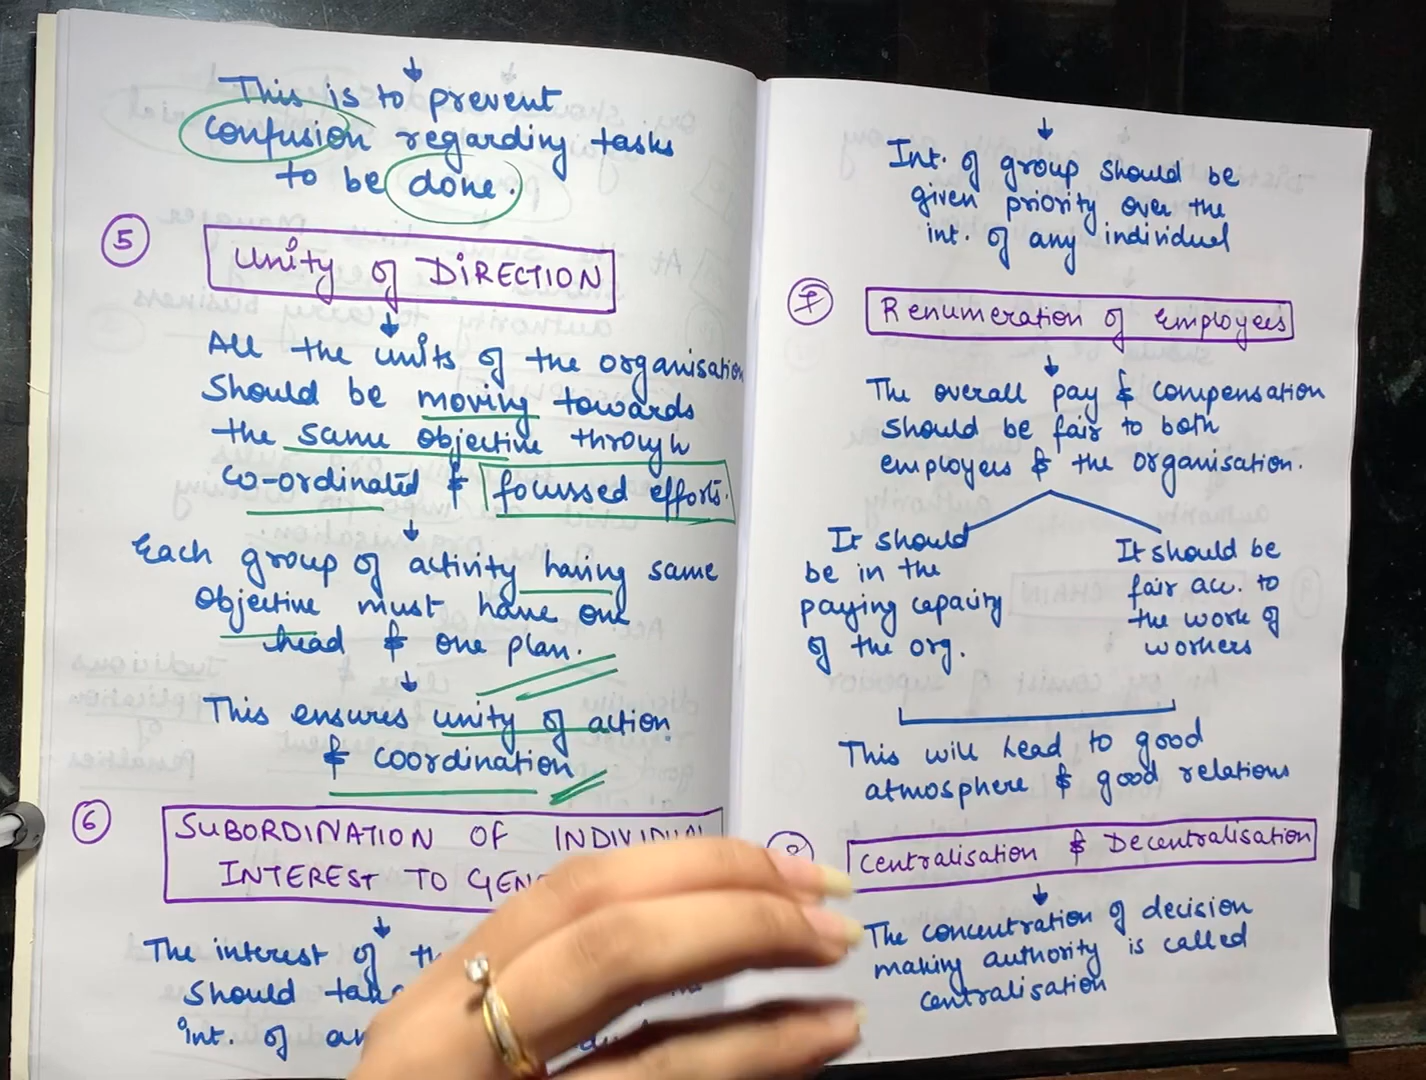 This is to prevent
confusion regarding tasks
to be done.
5
Unity of DIRECTION
All the units of the organisation
Should be moving towards
the same objective through
co-ordinated & focussed efforts.
Each group of activity having same
objective must have one
head & one plan.
This ensures unity of action
& coordination
6
SUBORDINATION OF INDIVIDUAL
INTEREST TO GEN
The interest of th
Should take
int. of an
Int. of group should be
given priority over the
int. of any individual
7
Renumeration of employees
The overall pay & compensation
should be fair to both
employees & the organisation.
It should
be in the
paying capacity
of the org.
It should be
fair acc. to
the work of
workers
This will lead to good
atmosphere & good relations
8
Centralisation & Decentralisation
The concentration of decision
making authority is called
centralisation